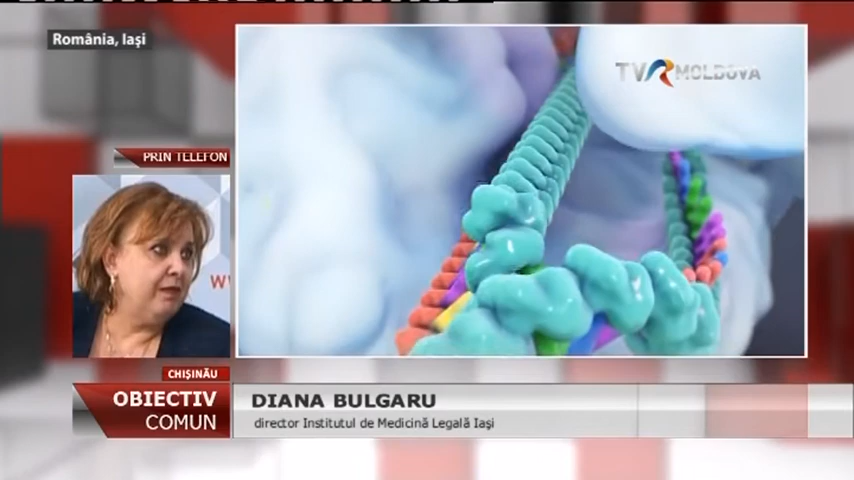 România, Iași
TVR MOLDOVA
PRIN TELEFON
CHIȘINĂU
OBIECTIV
COMUN
DIANA BULGARU
director Institutul de Medicină Legală Iași